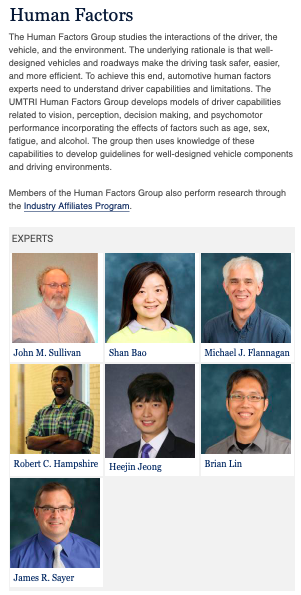 Human Factors
The Human Factors Group studies the interactions of the driver, the
vehicle, and the environment. The underlying rationale is that well-
designed vehicles and roadways make the driving task safer, easier,
and more efficient. To achieve this end, automotive human factors
experts need to understand driver capabilities and limitations. The
UMTRI Human Factors Group develops models of driver capabilities
related to vision, perception, decision making, and psychomotor
performance incorporating the effects of factors such as age, sex,
fatigue, and alcohol. The group then uses knowledge of these
capabilities to develop guidelines for well-designed vehicle components
and driving environments.
Members of the Human Factors Group also perform research through
the Industry Affiliates Program.
EXPERTS
John M. Sullivan
Shan Bao
Michael J. Flannagan
Robert C. Hampshire
Heejin Jeong
Brian Lin
James R. Sayer